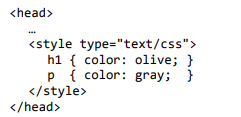 <head>
…
<style type="text/css">
h1 { color: olive; }
p  { color: gray;  }
</style>
</head>